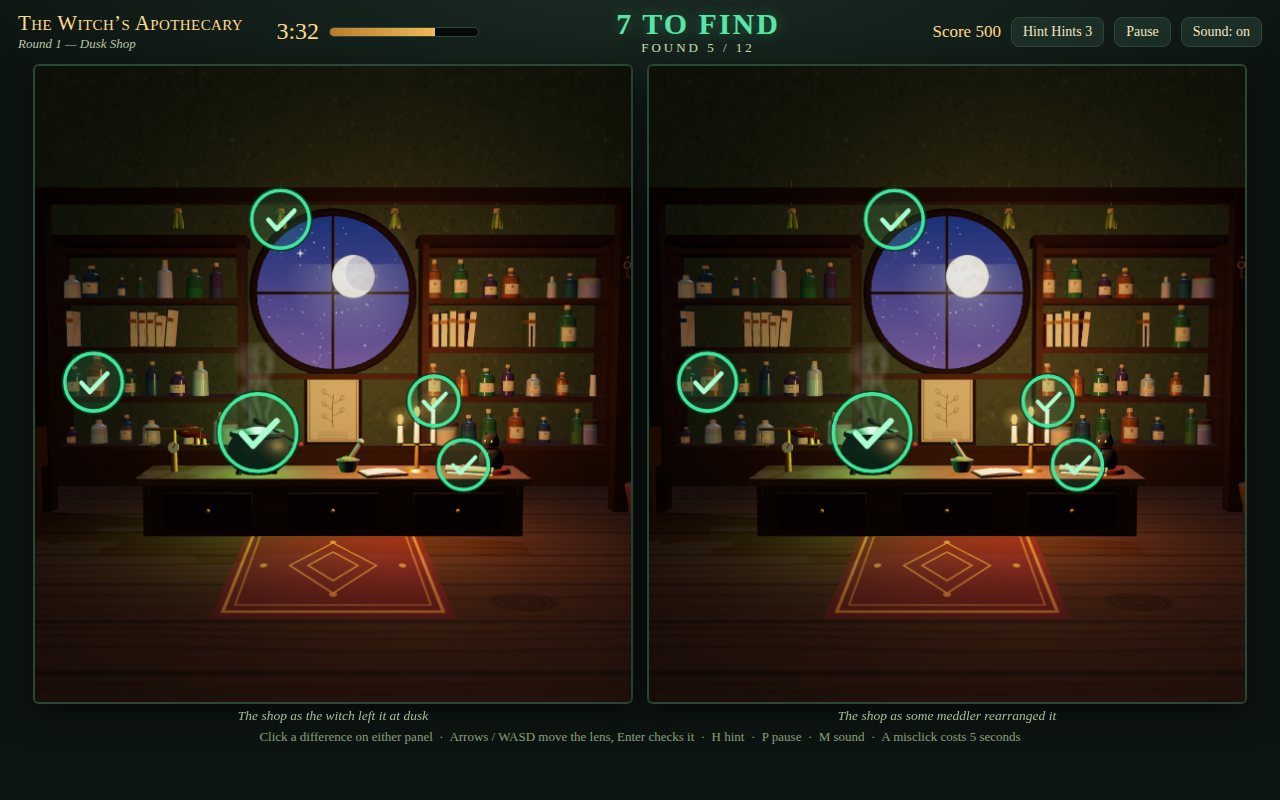 The Witch's Apothecary
Round 1 — Dusk Shop
3:32
7 TO FIND
FOUND 5 / 12
Score 500
Hint Hints 3
Pause
Sound: on
The shop as the witch left it at dusk
The shop as some meddler rearranged it
Click a difference on either panel · Arrows / WASD move the lens, Enter checks it · H hint · P pause · M sound · A misclick costs 5 seconds